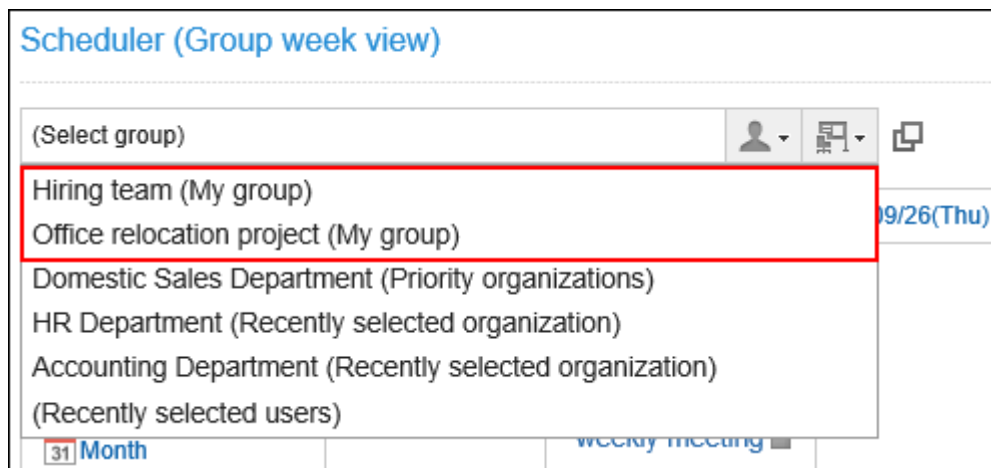 Scheduler (Group week view)
(Select group)
Hiring team (My group)
Office relocation project (My group)
09/26(Thu)
Domestic Sales Department (Priority organizations)
HR Department (Recently selected organization)
Accounting Department (Recently selected organization)
(Recently selected users)
31 Month
weekly meeting